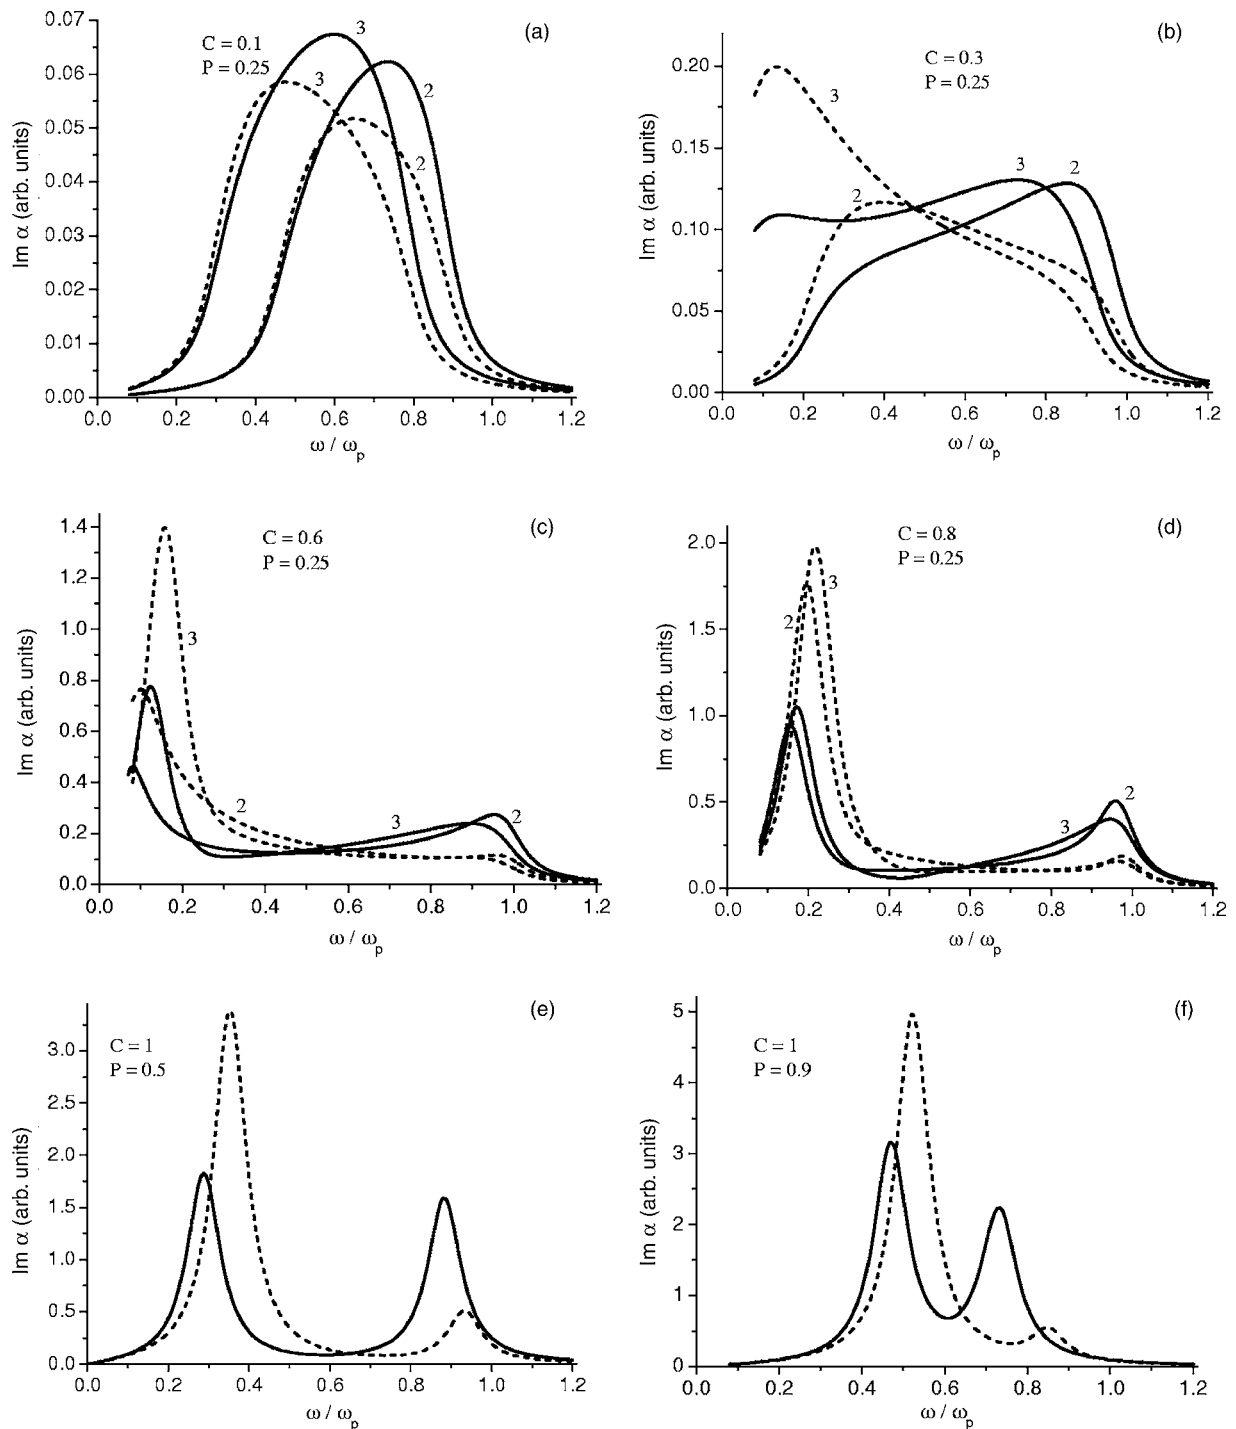 (a)
C = 0.1
P = 0.25
3
3
2
2
Im α (arb. units)
0.07
0.06
0.05
0.04
0.03
0.02
0.01
0.00
0.0 0.2 0.4 0.6 0.8 1.0 1.2
ω / ωp
(b)
C = 0.3
P = 0.25
3
3
2
2
Im α (arb. units)
0.20
0.15
0.10
0.05
0.00
0.0 0.2 0.4 0.6 0.8 1.0 1.2
ω / ωp
(c)
C = 0.6
P = 0.25
3
2
3
2
Im α (arb. units)
1.4
1.2
1.0
0.8
0.6
0.4
0.2
0.0
0.0 0.2 0.4 0.6 0.8 1.0 1.2
ω / ωp
(d)
C = 0.8
P = 0.25
3
2
2
3
Im α (arb. units)
2.0
1.5
1.0
0.5
0.0
0.0 0.2 0.4 0.6 0.8 1.0 1.2
ω / ωp
(e)
C = 1
P = 0.5
Im α (arb. units)
3.0
2.5
2.0
1.5
1.0
0.5
0.0
0.0 0.2 0.4 0.6 0.8 1.0 1.2
ω / ωp
(f)
C = 1
P = 0.9
Im α (arb. units)
5
4
3
2
1
0
0.0 0.2 0.4 0.6 0.8 1.0 1.2
ω / ωp